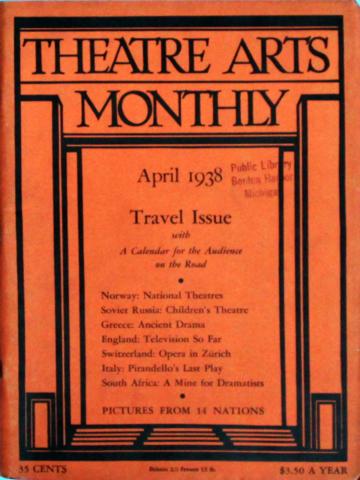 THEATRE ARTS
MONTHLY
April 1938
Public Library
Benton Harbor
Michigan
Travel Issue
with
A Calendar for the Audience
on the Road
•
Norway: National Theatres
Soviet Russia: Children's Theatre
Greece: Ancient Drama
England: Television So Far
Switzerland: Opera in Zürich
Italy: Pirandello's Last Play
South Africa: A Mine for Dramatists
•
PICTURES FROM 14 NATIONS
35 CENTS
$3.50 A YEAR